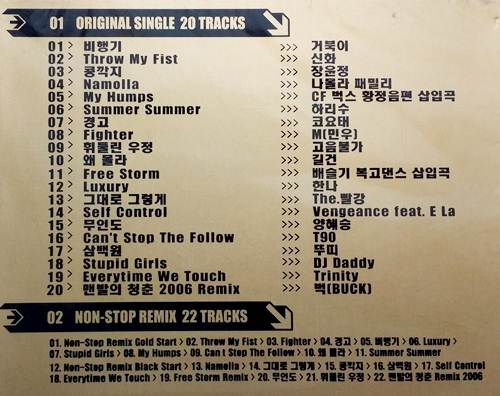 01 ORIGINAL SINGLE 20 TRACKS
01 > 비행기 >>> 거북이
02 > Throw My Fist >>> 신화
03 > 콩깍지 >>> 장윤정
04 > Namolla >>> 나몰라 패밀리
05 > My Humps >>> CF 벅스 황정음편 삽입곡
06 > Summer Summer >>> 하리수
07 > 경고 >>> 코요태
08 > Fighter >>> M(민우)
09 > 휘둘린 우정 >>> 고음불가
10 > 왜 몰라 >>> 길건
11 > Free Storm >>> 배슬기 복고댄스 삽입곡
12 > Luxury >>> 한나
13 > 그대로 그렇게 >>> The.빨강
14 > Self Control >>> Vengeance feat. E La
15 > 무인도 >>> 양혜승
16 > Can't Stop The Follow >>> T90
17 > 삼백원 >>> 뚜띠
18 > Stupid Girls >>> DJ Daddy
19 > Everytime We Touch >>> Trinity
20 > 맨발의 청춘 2006 Remix >>> 벅(BUCK)
02 NON-STOP REMIX 22 TRACKS
01. Non-Stop Remix Gold Start > 02. Throw My Fist > 03. Fighter > 04. 경고 > 05. 비행기 > 06. Luxury >
07. Stupid Girls > 08. My Humps > 09. Can't Stop The Follow > 10. 왜 몰라 > 11. Summer Summer
12. Non-Stop Remix Black Start > 13. Namolla > 14. 그대로 그렇게 > 15. 콩깍지 > 16. 삼백원 > 17. Self Control
18. Everytime We Touch > 19. Free Storm Remix > 20. 무인도 > 21. 휘둘린 우정 > 22. 맨발의 청춘 Remix 2006